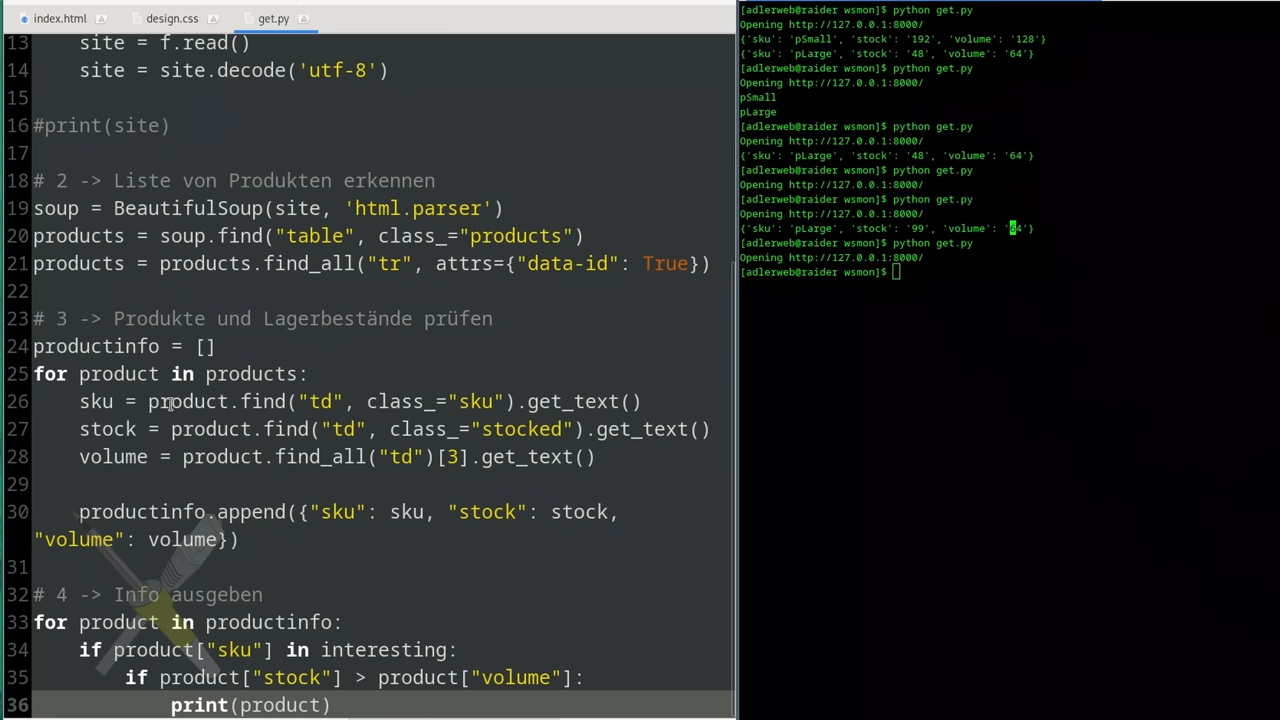 index.html design.css get.py
13 site = f.read()
14 site = site.decode('utf-8')
15
16 #print(site)
17
18 # 2 -> Liste von Produkten erkennen
19 soup = BeautifulSoup(site, 'html.parser')
20 products = soup.find("table", class_="products")
21 products = products.find_all("tr", attrs={"data-id": True})
22
23 # 3 -> Produkte und Lagerbestände prüfen
24 productinfo = []
25 for product in products:
26 sku = product.find("td", class_="sku").get_text()
27 stock = product.find("td", class_="stocked").get_text()
28 volume = product.find_all("td")[3].get_text()
29
30 productinfo.append({"sku": sku, "stock": stock,
"volume": volume})
31
32 # 4 -> Info ausgeben
33 for product in productinfo:
34 if product["sku"] in interesting:
35 if product["stock"] > product["volume"]:
36 print(product)
[adlerweb@raider wsmon]$ python get.py
Opening http://127.0.0.1:8000/
{'sku': 'pSmall', 'stock': '192', 'volume': '128'}
{'sku': 'pLarge', 'stock': '48', 'volume': '64'}
[adlerweb@raider wsmon]$ python get.py
Opening http://127.0.0.1:8000/
pSmall
pLarge
[adlerweb@raider wsmon]$ python get.py
Opening http://127.0.0.1:8000/
{'sku': 'pLarge', 'stock': '48', 'volume': '64'}
[adlerweb@raider wsmon]$ python get.py
Opening http://127.0.0.1:8000/
[adlerweb@raider wsmon]$ python get.py
Opening http://127.0.0.1:8000/
{'sku': 'pLarge', 'stock': '99', 'volume': '64'}
[adlerweb@raider wsmon]$ python get.py
Opening http://127.0.0.1:8000/
[adlerweb@raider wsmon]$